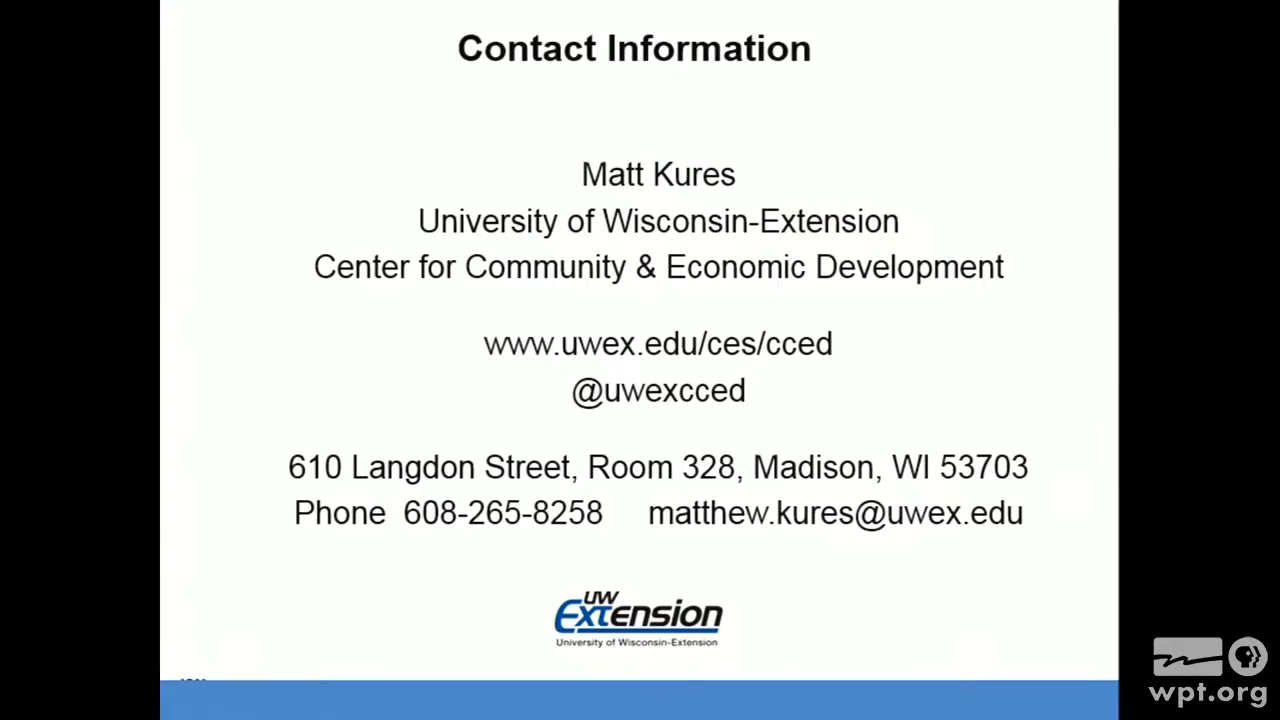 Contact Information
Matt Kures
University of Wisconsin-Extension
Center for Community & Economic Development
www.uwex.edu/ces/cced
@uwexcced
610 Langdon Street, Room 328, Madison, WI 53703
Phone 608-265-8258 matthew.kures@uwex.edu
UW
Extension
University of Wisconsin-Extension
wpt.org